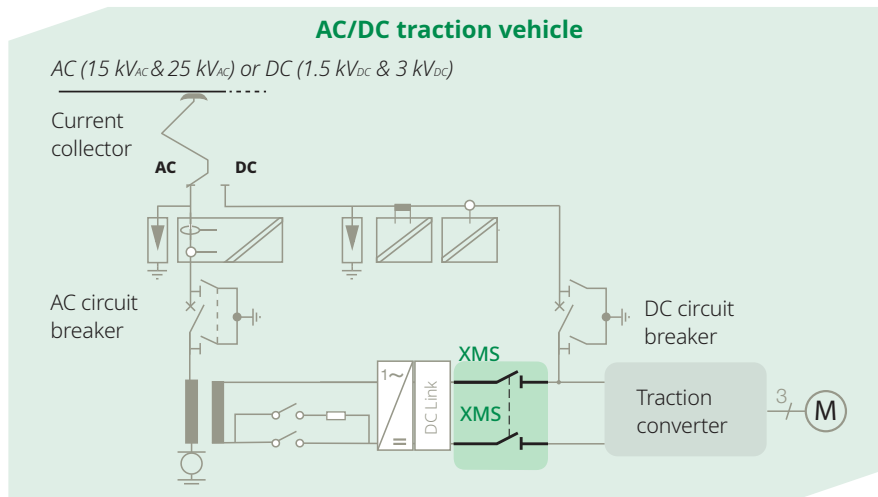 AC/DC traction vehicle
AC (15 kVAC & 25 kVAC) or DC (1.5 kVDC & 3 kVDC)
Current
collector
AC
DC
AC circuit
breaker
DC circuit
breaker
XMS
1~
=
DC Link
XMS
Traction
converter
3
M